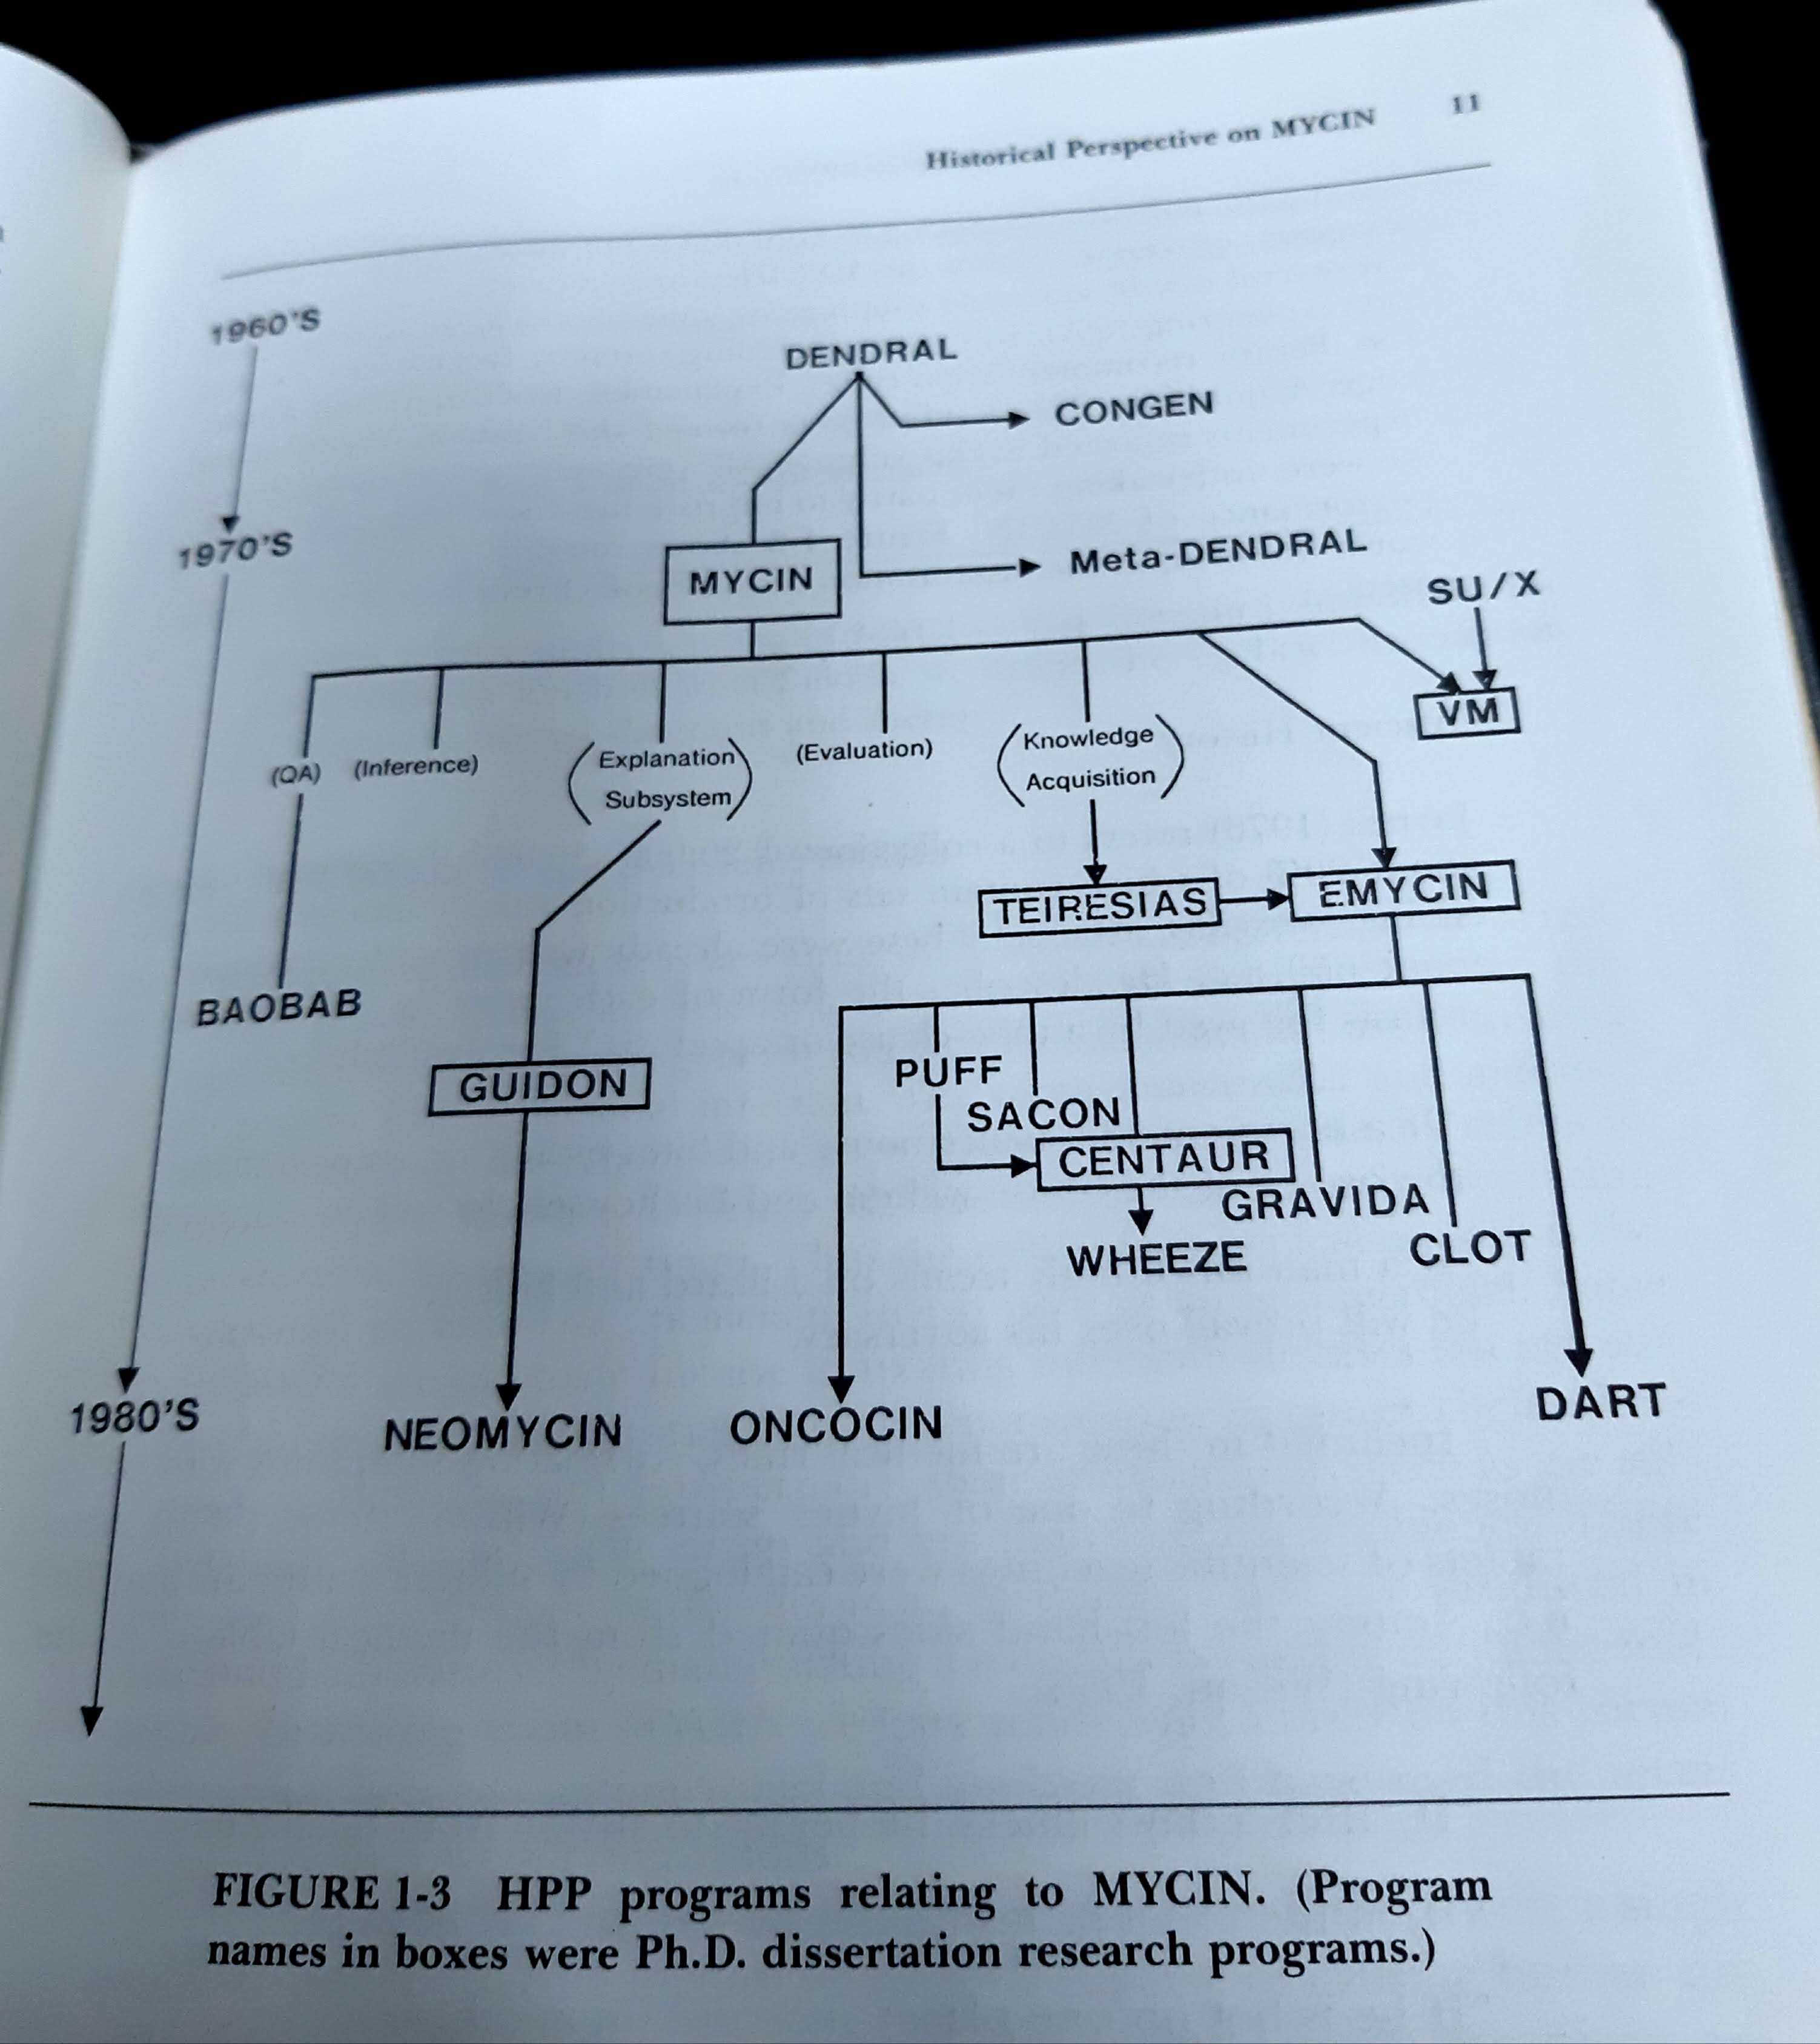 Historical Perspective on MYCIN 11
1960'S
DENDRAL
CONGEN
1970'S
Meta-DENDRAL
MYCIN
SU/X
VM
(QA)
(Inference)
(Explanation
Subsystem)
(Evaluation)
(Knowledge
Acquisition)
TEIRESIAS
EMYCIN
BAOBAB
GUIDON
PUFF
SACON
CENTAUR
GRAVIDA
WHEEZE
CLOT
1980'S
NEOMYCIN
ONCOCIN
DART
FIGURE 1-3 HPP programs relating to MYCIN. (Program
names in boxes were Ph.D. dissertation research programs.)